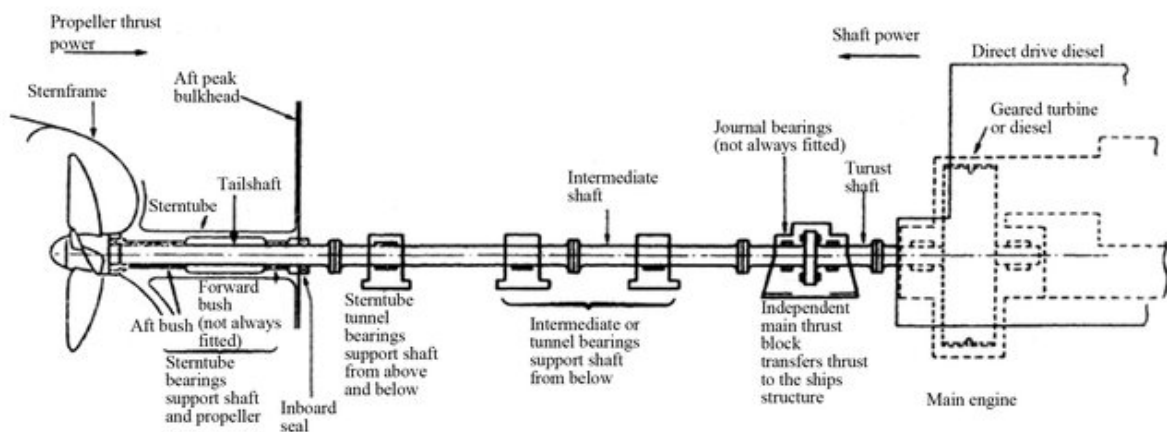 Propeller thrust
power
Shaft power
Direct drive diesel
Aft peak
bulkhead
Sternframe
Geared turbine
or diesel
Journal bearings
(not always fitted)
Intermediate
shaft
Turust
shaft
Tailshaft
Sterntube
Forward
bush
(not always
fitted)
Aft bush
Sterntube
bearings
support shaft
and propeller
Inboard
seal
Sterntube
tunnel
bearings
support shaft
from above
and below
Intermediate or
tunnel bearings
support shaft
from below
Independent
main thrust
block
transfers thrust
to the ships
structure
Main engine